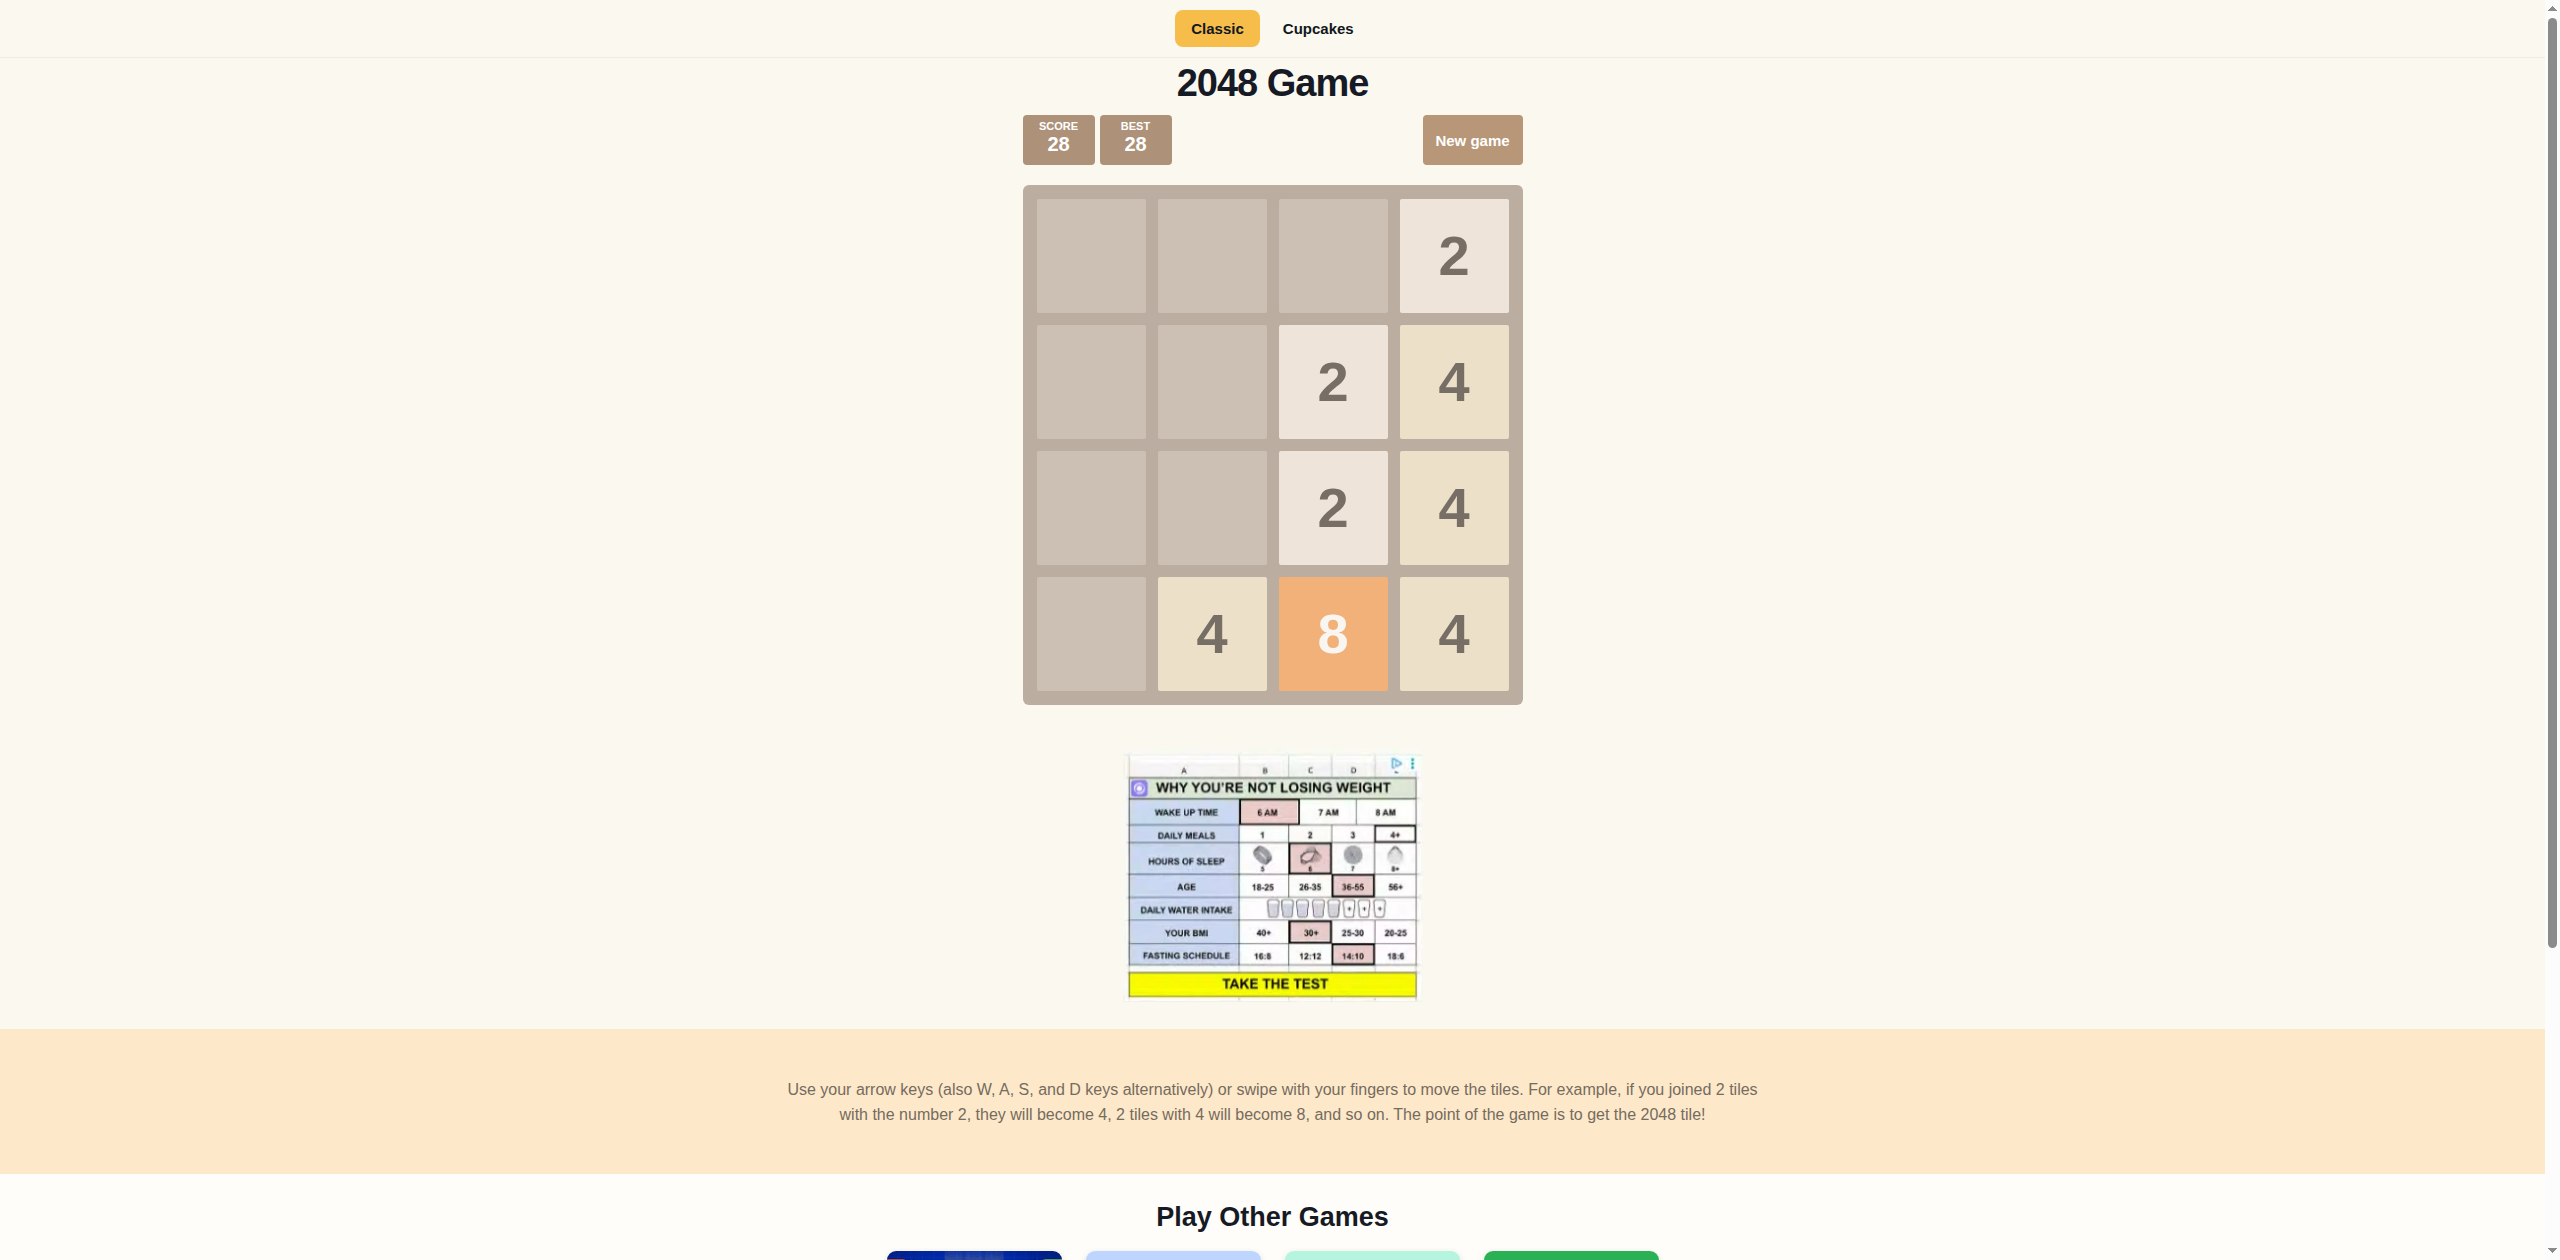 Classic Cupcakes
2048 Game
SCORE BEST
28 28
New game
2
2 4
2 4
4 8 4
A B C D
WHY YOU'RE NOT LOSING WEIGHT
WAKE UP TIME 6 AM 7 AM 8 AM
DAILY MEALS 1 2 3 4+
HOURS OF SLEEP 5 6 7 8+
AGE 18-25 26-35 36-55 56+
DAILY WATER INTAKE + + +
YOUR BMI 40+ 30+ 25-30 20-25
FASTING SCHEDULE 16:8 12:12 14:10 18:6
TAKE THE TEST
Use your arrow keys (also W, A, S, and D keys alternatively) or swipe with your fingers to move the tiles. For example, if you joined 2 tiles
with the number 2, they will become 4, 2 tiles with 4 will become 8, and so on. The point of the game is to get the 2048 tile!
Play Other Games